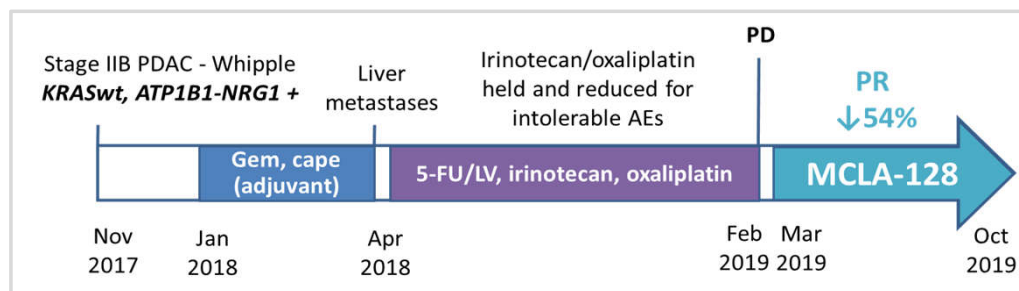 Stage IIB PDAC - Whipple
KRASwt, ATP1B1-NRG1 +
Liver
metastases
Irinotecan/oxaliplatin
held and reduced for
intolerable AEs
PD
PR
↓54%
Gem, cape
(adjuvant)
5-FU/LV, irinotecan, oxaliplatin
MCLA-128
Nov
2017
Jan
2018
Apr
2018
Feb
2019
Mar
2019
Oct
2019